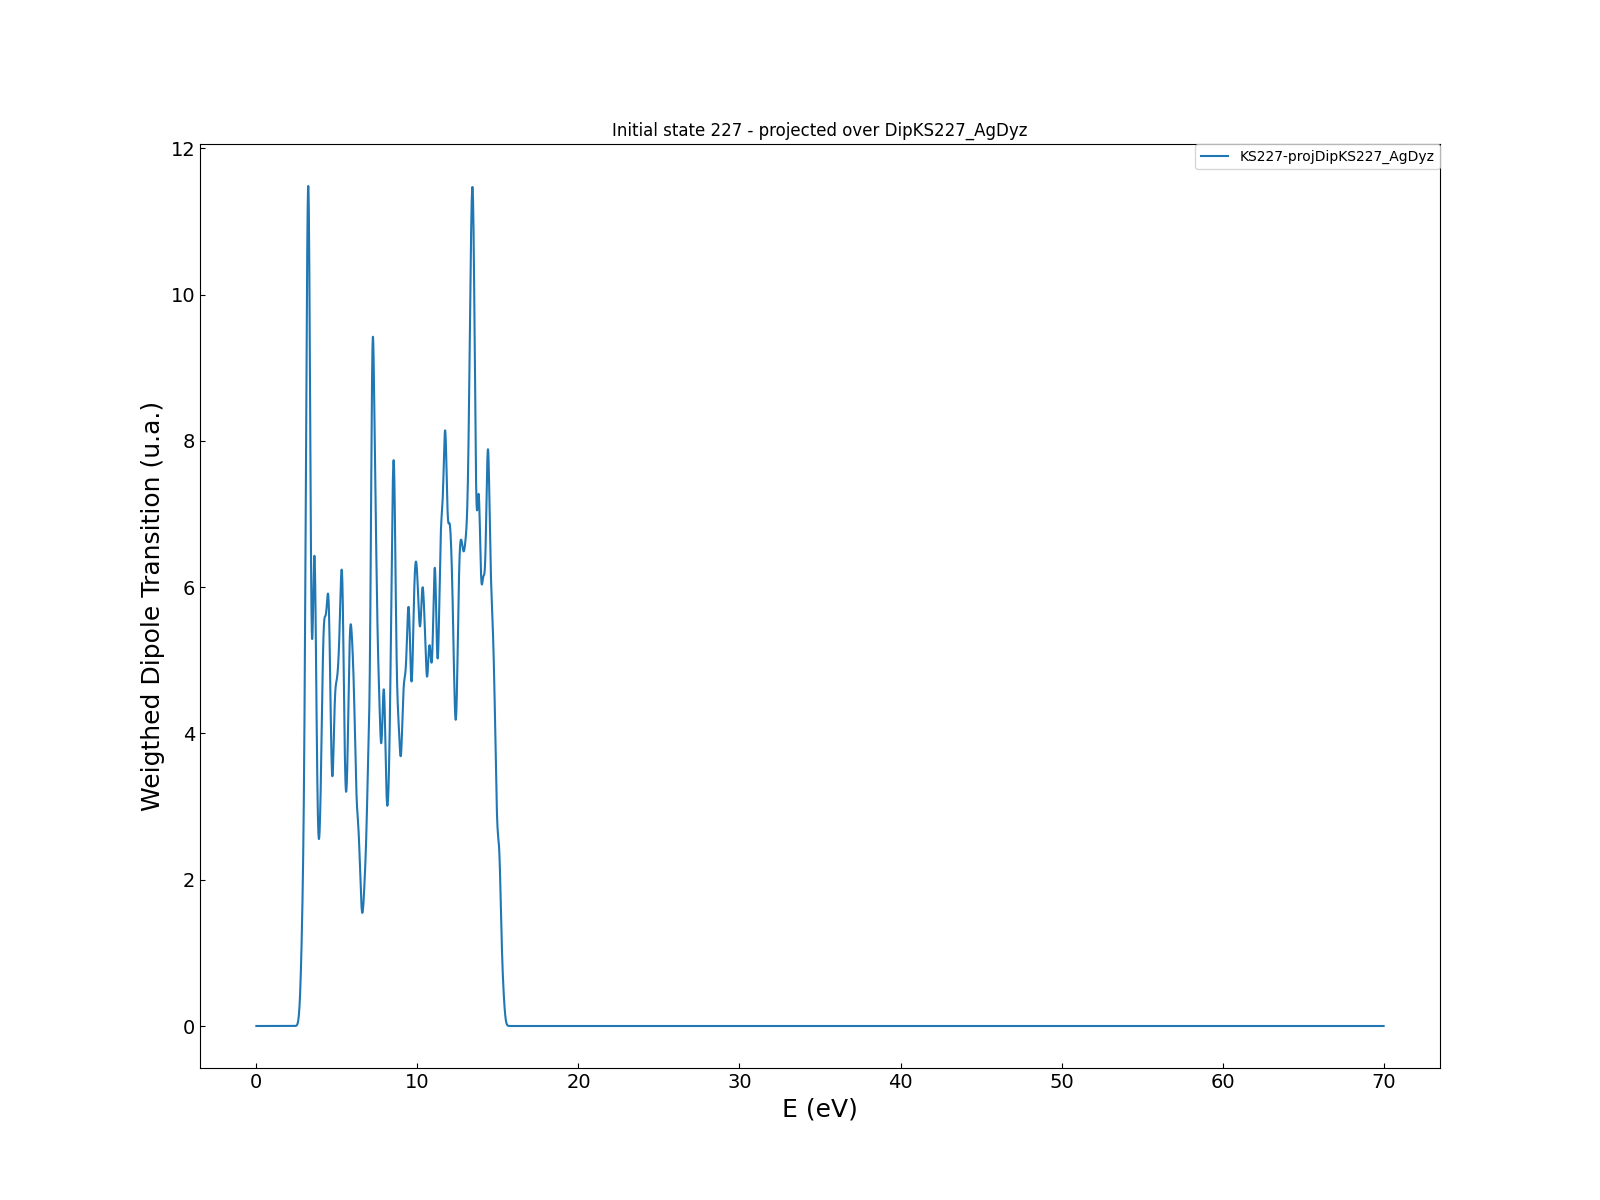 Initial state 227 - projected over DipKS227_AgDyz
KS227-projDipKS227_AgDyz
Weigthed Dipole Transition (u.a.)
12
10
8
6
4
2
0
0 10 20 30 40 50 60 70
E (eV)